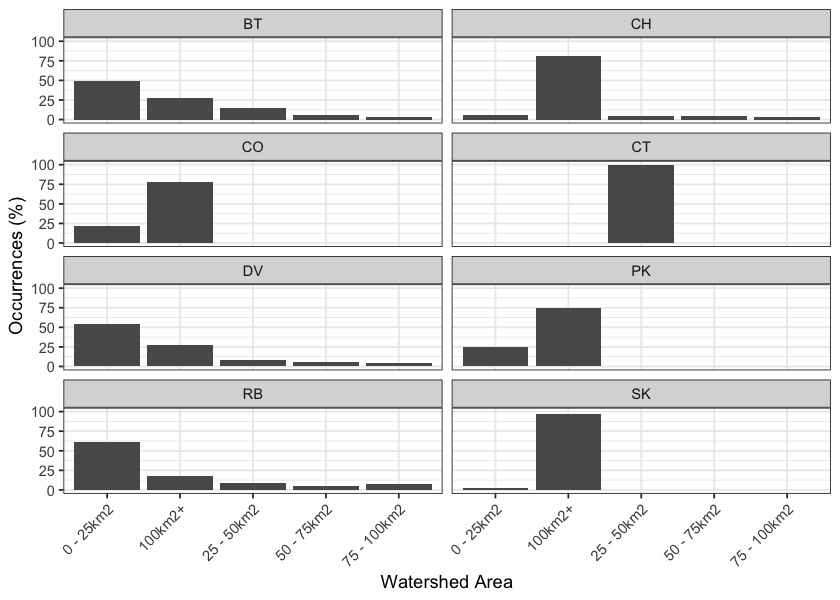 BT
CH
100
75
50
25
0
CO
CT
100
75
50
25
0
DV
PK
100
75
50
25
0
RB
SK
100
75
50
25
0
Occurrences (%)
0 - 25km2
100km2+
25 - 50km2
50 - 75km2
75 - 100km2
0 - 25km2
100km2+
25 - 50km2
50 - 75km2
75 - 100km2
Watershed Area